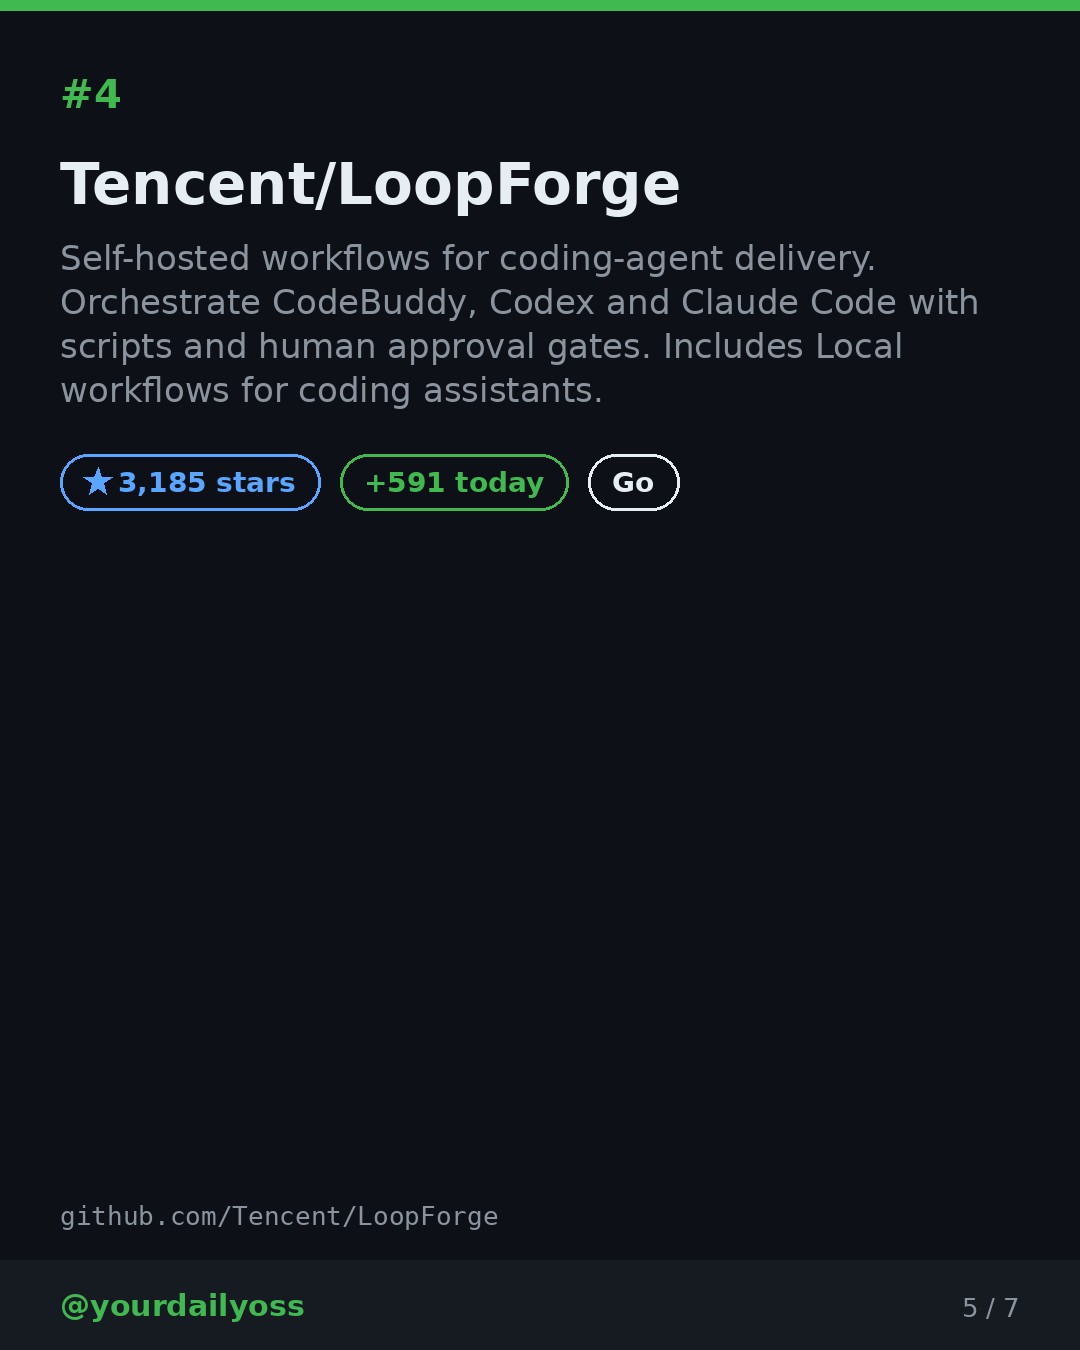 #4
Tencent/LoopForge
Self-hosted workflows for coding-agent delivery.
Orchestrate CodeBuddy, Codex and Claude Code with
scripts and human approval gates. Includes Local
workflows for coding assistants.
★ 3,185 stars +591 today Go
github.com/Tencent/LoopForge
@yourdailyoss 5 / 7